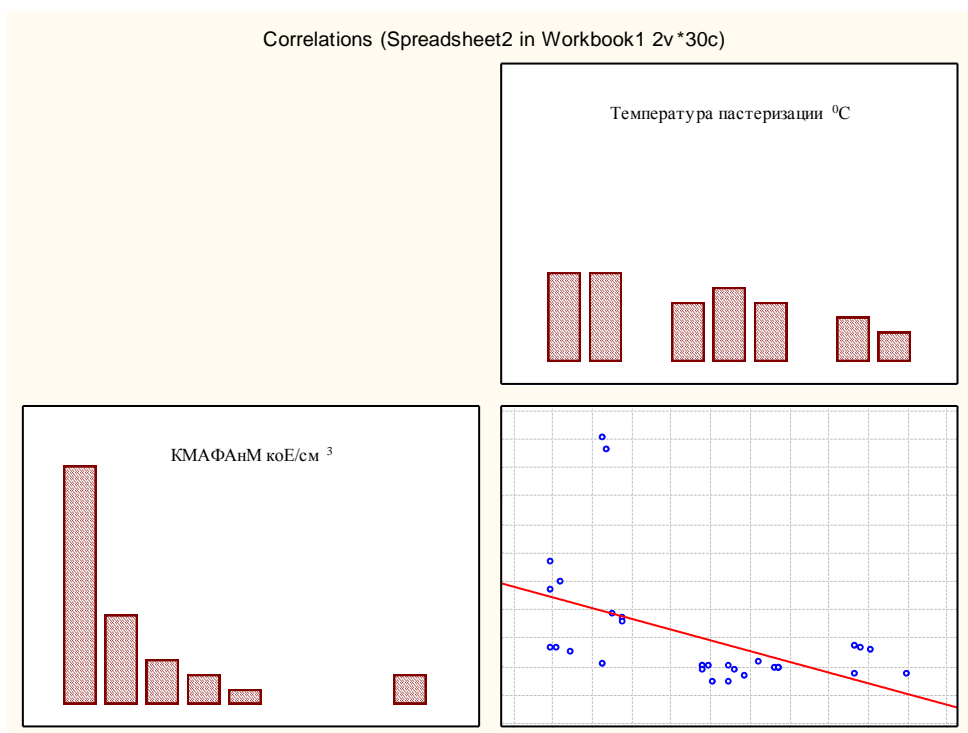 Correlations (Spreadsheet2 in Workbook1 2v*30c)
Температура пастеризации ⁰С
КМАФАнМ коЕ/см ³